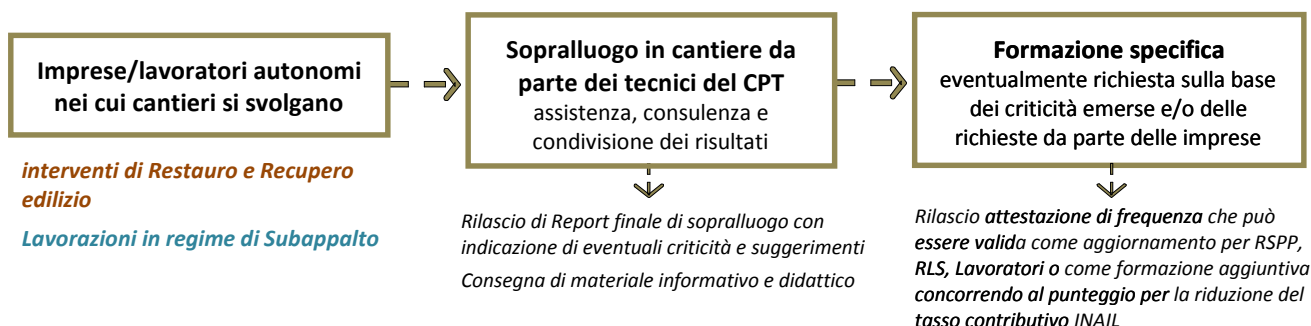 Imprese/lavoratori autonomi
nei cui cantieri si svolgano
interventi di Restauro e Recupero
edilizio
Lavorazioni in regime di Subappalto
Sopralluogo in cantiere da
parte dei tecnici del CPT
assistenza, consulenza e
condivisione dei risultati
Rilascio di Report finale di sopralluogo con
indicazione di eventuali criticità e suggerimenti
Consegna di materiale informativo e didattico
Formazione specifica
eventualmente richiesta sulla base
dei criticità emerse e/o delle
richieste da parte delle imprese
Rilascio attestazione di frequenza che può
essere valida come aggiornamento per RSPP,
RLS, Lavoratori o come formazione aggiuntiva
concorrendo al punteggio per la riduzione del
tasso contributivo INAIL